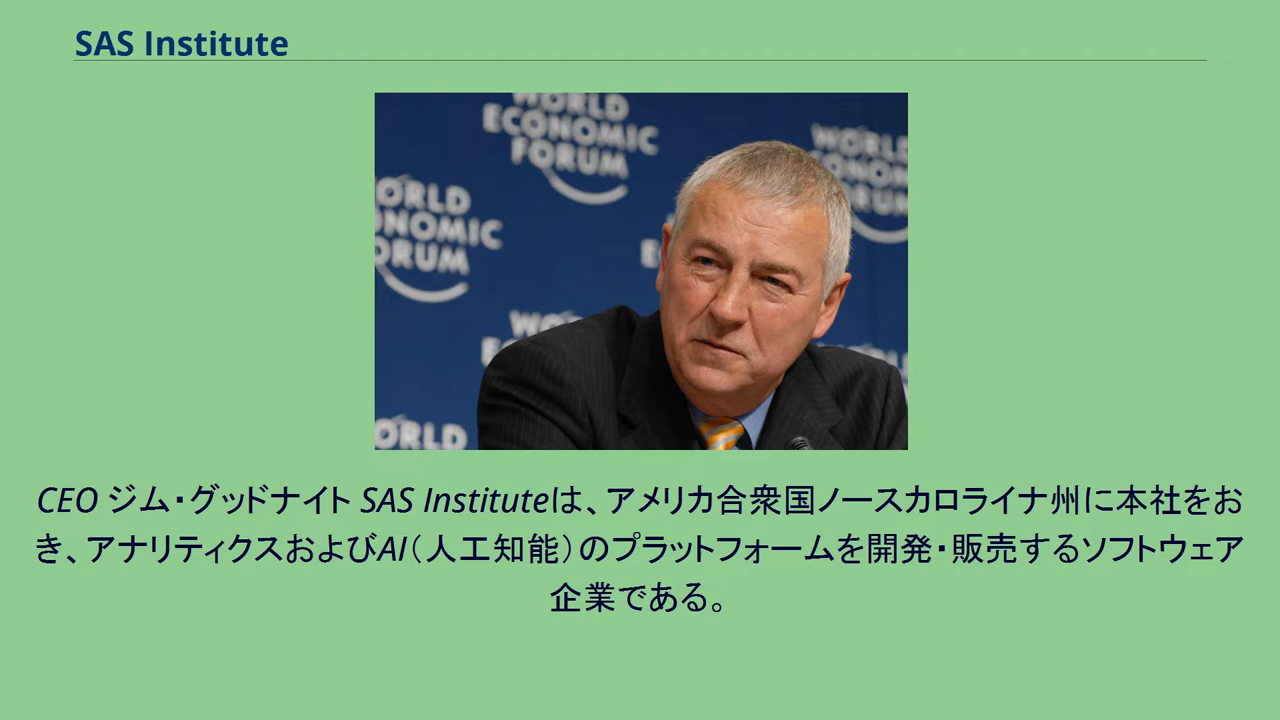 SAS Institute
WORLD
ECONOMIC
FORUM
WORLD
ECONOMIC
FORUM
ORLD
ONOMIC
ORUM
WORLD
ORLD
CEO ジム・グッドナイト SAS Instituteは、アメリカ合衆国ノースカロライナ州に本社をお
き、アナリティクスおよびAI（人工知能）のプラットフォームを開発・販売するソフトウェア
企業である。